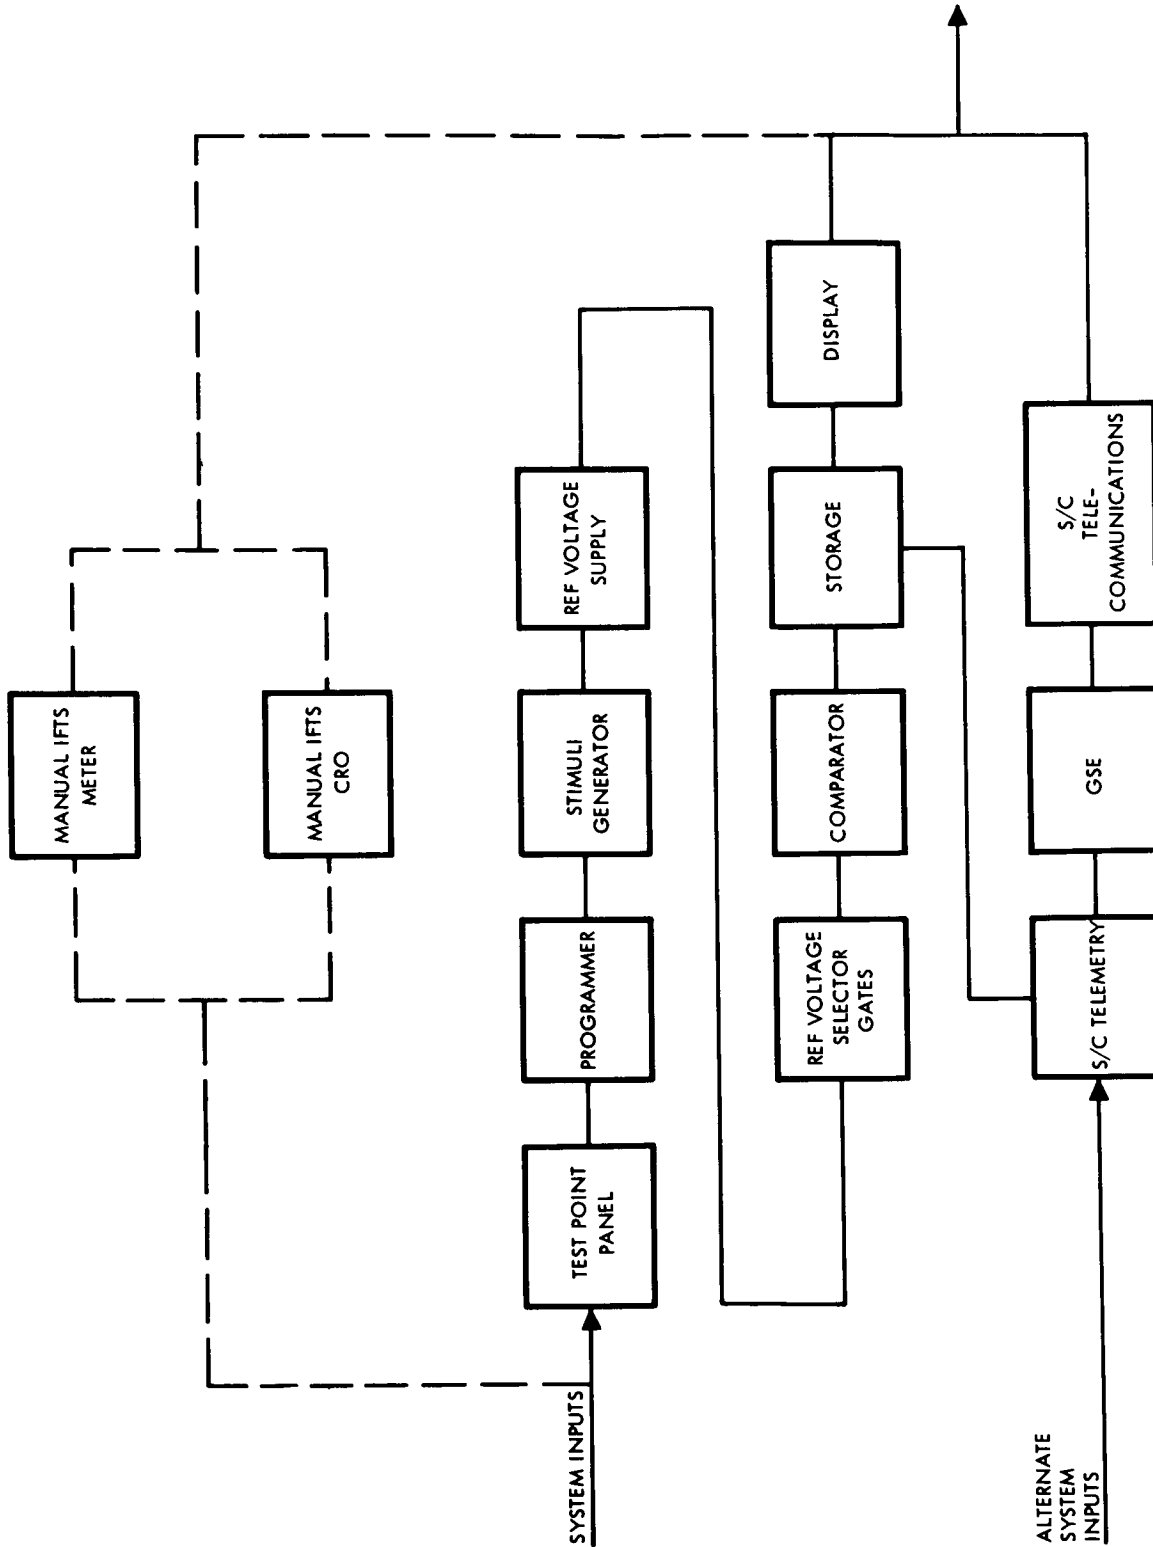 MANUAL IFTS
METER
MANUAL IFTS
CRO
SYSTEM INPUTS
TEST POINT
PANEL
PROGRAMMER
STIMULI
GENERATOR
REF VOLTAGE
SUPPLY
REF VOLTAGE
SELECTOR
GATES
COMPARATOR
STORAGE
DISPLAY
ALTERNATE
SYSTEM
INPUTS
S/C TELEMETRY
GSE
S/C
TELE-
COMMUNICATIONS